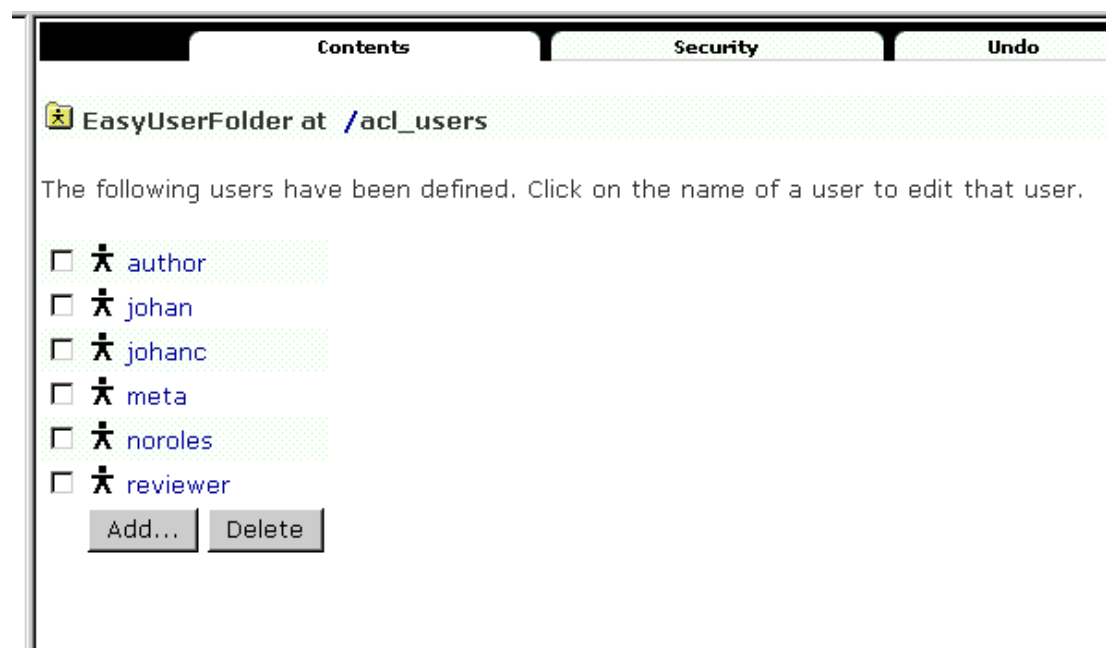 Contents Security Undo
EasyUserFolder at /acl_users
The following users have been defined. Click on the name of a user to edit that user.
author
johan
johanc
meta
noroles
reviewer
Add... Delete